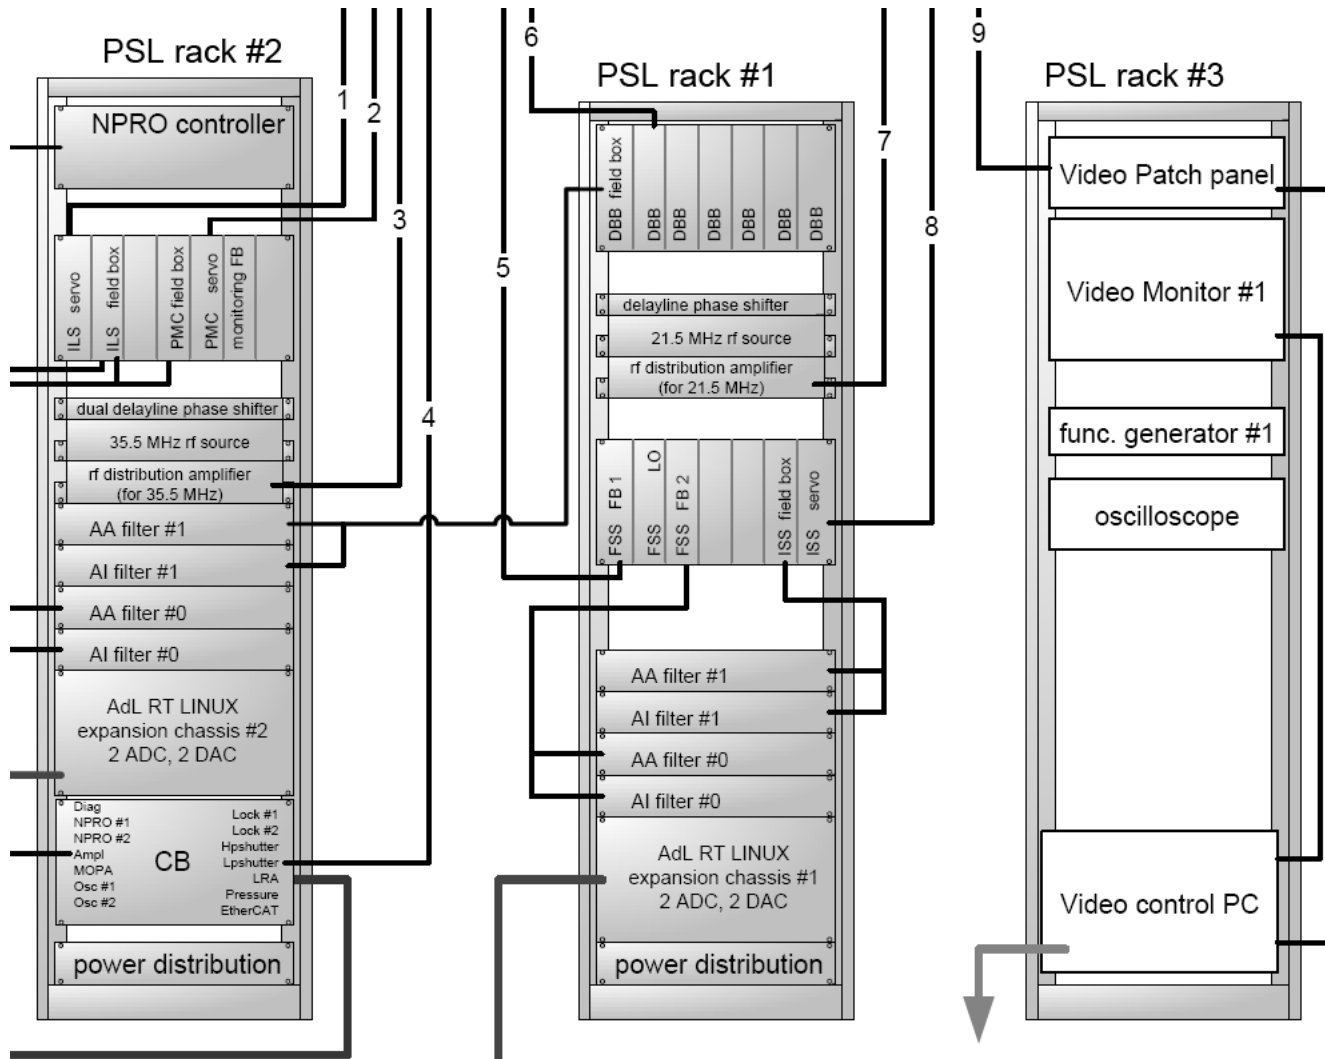 PSL rack #2
NPRO controller
ILS servo
ILS field box
PMC field box
PMC servo
monitoring FB
dual delayline phase shifter
35.5 MHz rf source
rf distribution amplifier
(for 35.5 MHz)
AA filter #1
AI filter #1
AA filter #0
AI filter #0
AdL RT LINUX
expansion chassis #2
2 ADC, 2 DAC
Diag
NPRO #1
NPRO #2
Ampl
MOPA
Osc #1
Osc #2
CB
Lock #1
Lock #2
Hpshutter
Lpshutter
LRA
Pressure
EtherCAT
power distribution
1
2
3
4
5
6
PSL rack #1
DBB field box
DBB
DBB
DBB
DBB
DBB
DBB
delayline phase shifter
21.5 MHz rf source
rf distribution amplifier
(for 21.5 MHz)
FSS FB 1
FSS LO
FSS FB 2
ISS field box
ISS servo
AA filter #1
AI filter #1
AA filter #0
AI filter #0
AdL RT LINUX
expansion chassis #1
2 ADC, 2 DAC
power distribution
7
8
9
PSL rack #3
Video Patch panel
Video Monitor #1
func. generator #1
oscilloscope
Video control PC